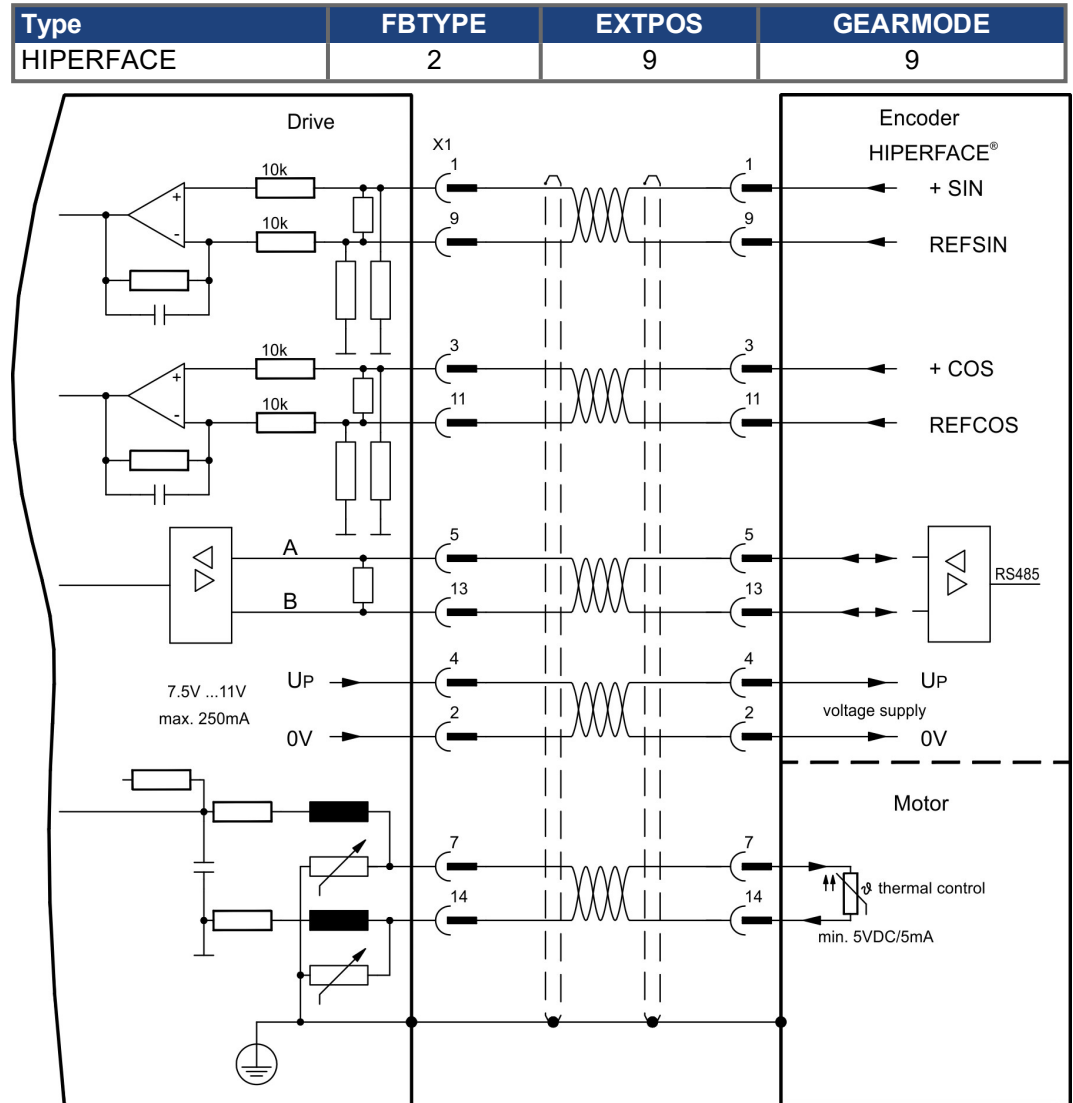 Type FBTYPE EXTPOS GEARMODE
HIPERFACE 2 9 9
Drive
Encoder
HIPERFACE®
X1
10k
1
1
+ SIN
+
10k
9
9
REFSIN
-
10k
3
3
+ COS
+
10k
11
11
REFCOS
-
A
5
5
RS485
B
13
13
7.5V ...11V
max. 250mA
UP
4
4
UP
voltage supply
0V
2
2
0V
Motor
7
7
ϑ thermal control
14
14
min. 5VDC/5mA